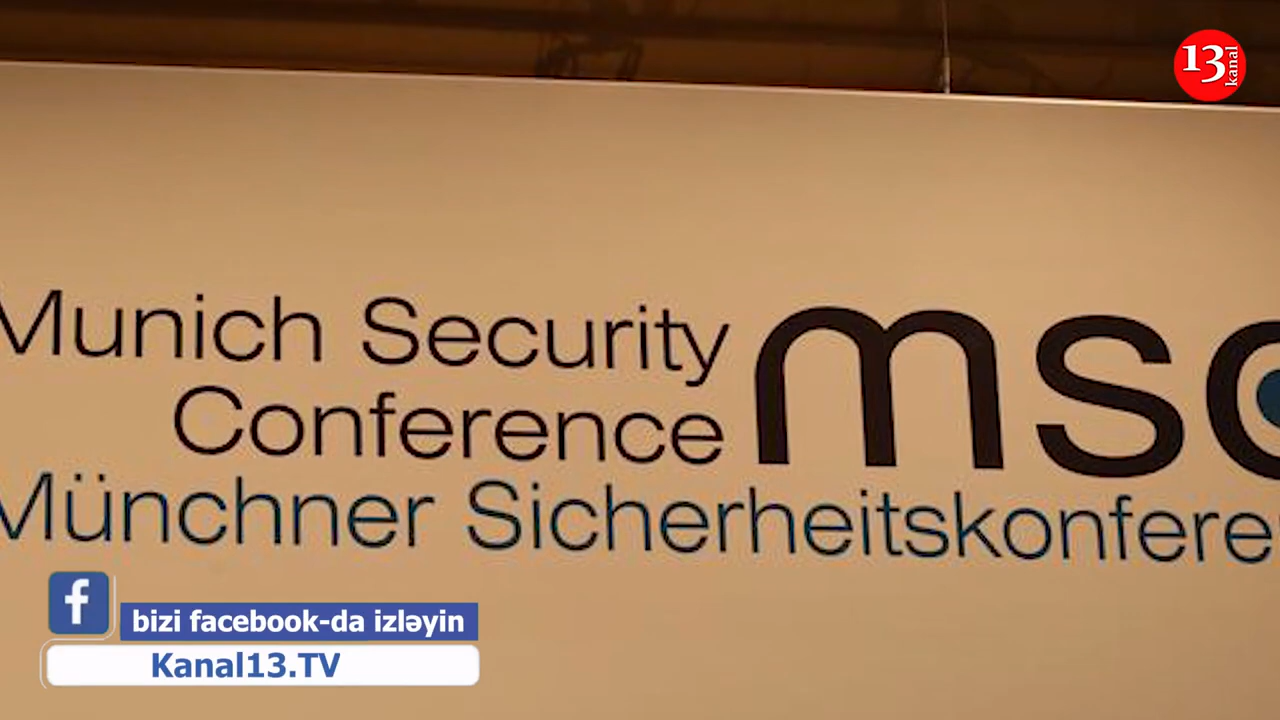 13 kanal
Munich Security
Conference
msc
Münchner Sicherheitskonfere
f
bizi facebook-da izləyin
Kanal13.TV